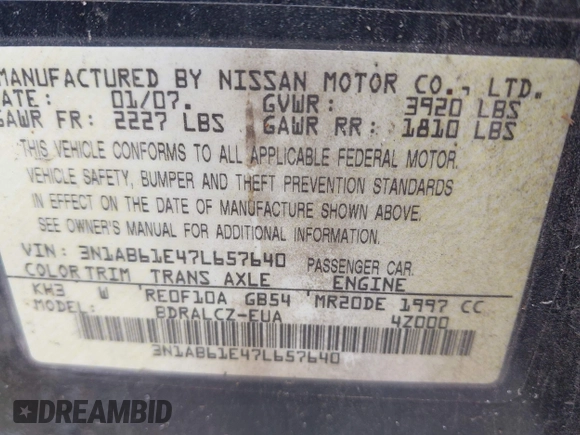 MANUFACTURED BY NISSAN MOTOR CO., LTD.
DATE: 01/07. GVWR: 3920 LBS
GAWR FR: 2227 LBS GAWR RR: 1810 LBS
THIS VEHICLE CONFORMS TO ALL APPLICABLE FEDERAL MOTOR
VEHICLE SAFETY, BUMPER AND THEFT PREVENTION STANDARDS
IN EFFECT ON THE DATE OF MANUFACTURE SHOWN ABOVE.
SEE OWNER'S MANUAL FOR ADDITIONAL INFORMATION.
VIN: 3N1AB61E47L657640 PASSENGER CAR
COLOR TRIM TRANS AXLE ENGINE
KH3 W RE0F10A GB54 MR20DE 1997 CC
MODEL: BDRALCZ-EUA 4Z000
3N1AB61E47L657640
DREAMBID